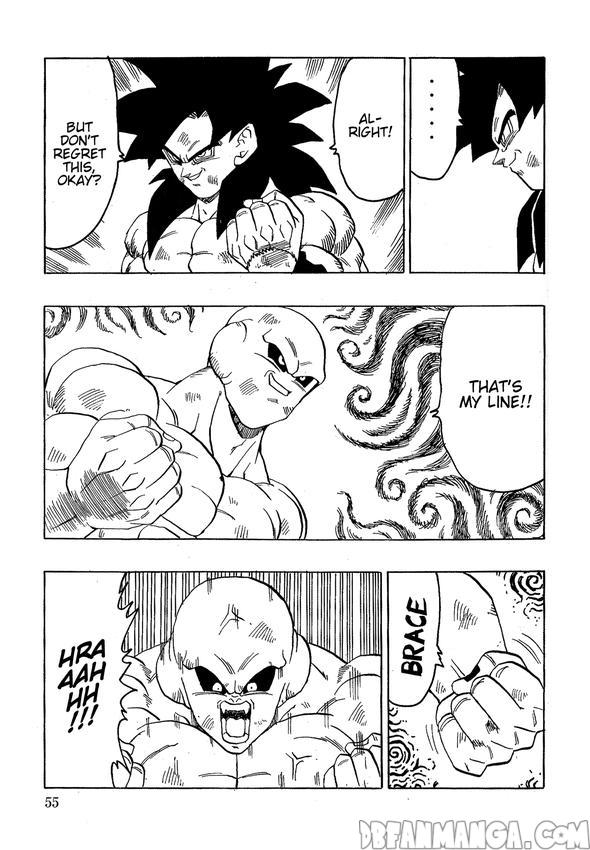 . . . . .
AL-
RIGHT!
BUT
DON'T
REGRET
THIS,
OKAY?
THAT'S
MY LINE!!
BRACE
HRA
AAH
HH
!!!
55
DBFANMANGA.COM